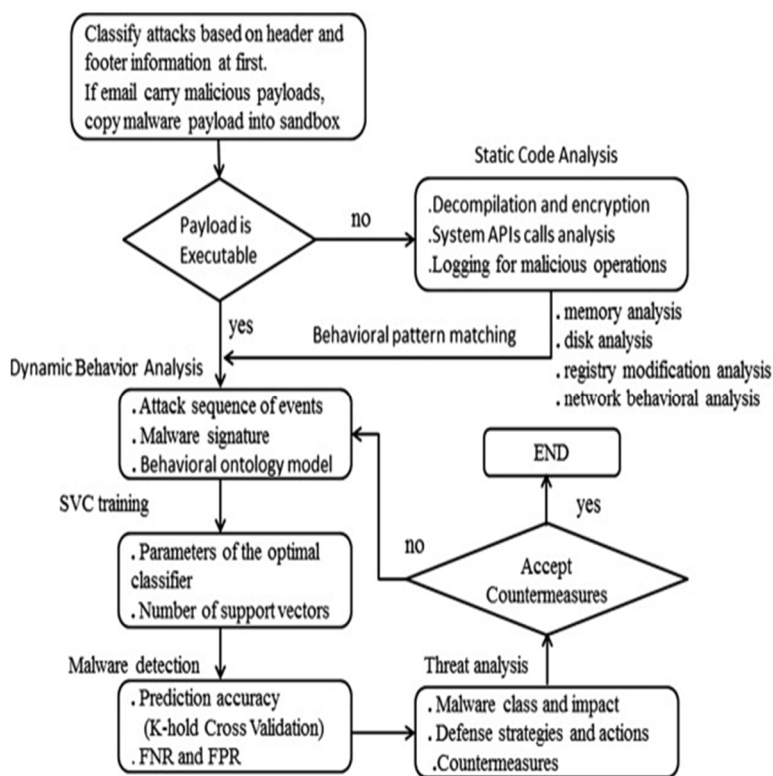 Classify attacks based on header and
footer information at first.
If email carry malicious payloads,
copy malware payload into sandbox
Static Code Analysis
Payload is
Executable
no
.Decompilation and encryption
.System APIs calls analysis
.Logging for malicious operations
yes
Behavioral pattern matching
. memory analysis
. disk analysis
. registry modification analysis
. network behavioral analysis
Dynamic Behavior Analysis
. Attack sequence of events
. Malware signature
. Behavioral ontology model
END
yes
SVC training
no
Accept
Countermeasures
. Parameters of the optimal
classifier
. Number of support vectors
Malware detection
Threat analysis
. Prediction accuracy
(K-hold Cross Validation)
. FNR and FPR
. Malware class and impact
. Defense strategies and actions
. Countermeasures